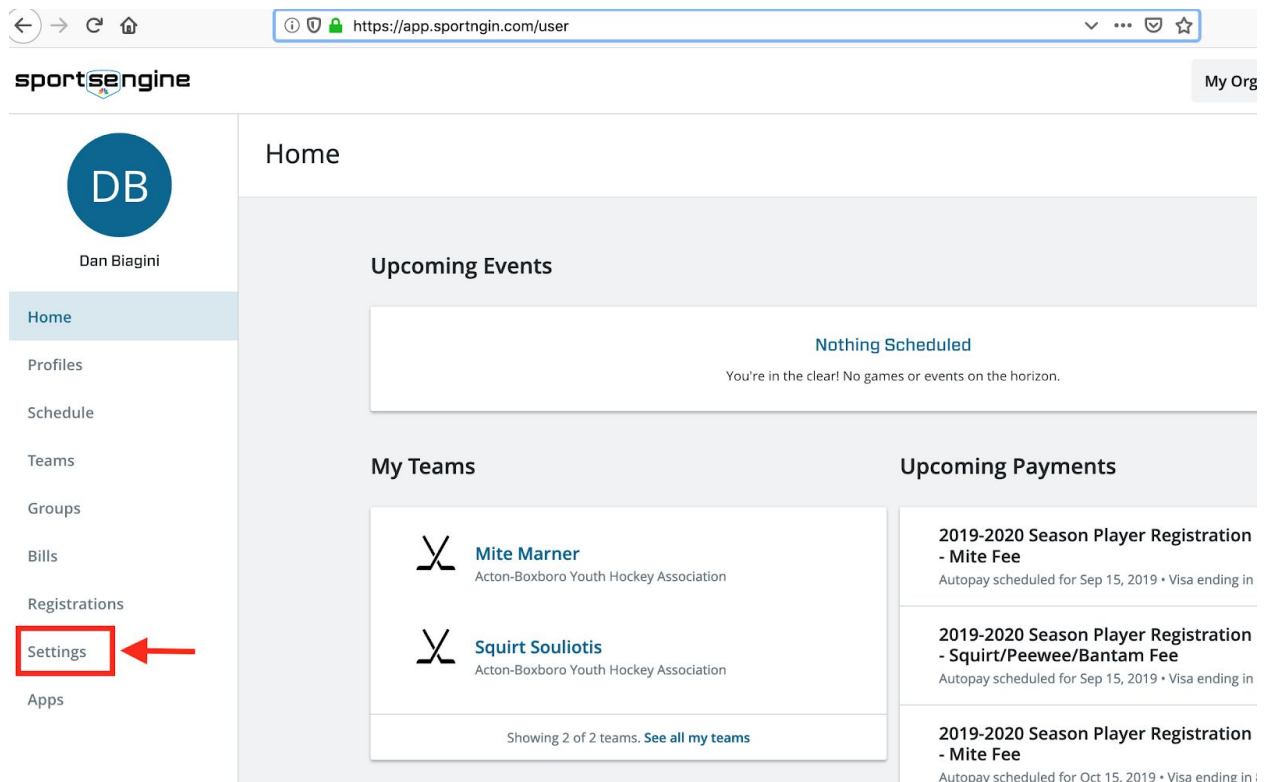 https://app.sportngin.com/user
sportsengine
My Org
DB
Dan Biagini
Home
Profiles
Schedule
Teams
Groups
Bills
Registrations
Settings
Apps
Home
Upcoming Events
Nothing Scheduled
You're in the clear! No games or events on the horizon.
My Teams
Mite Marner
Acton-Boxboro Youth Hockey Association
Squirt Souliotis
Acton-Boxboro Youth Hockey Association
Showing 2 of 2 teams. See all my teams
Upcoming Payments
2019-2020 Season Player Registration
- Mite Fee
Autopay scheduled for Sep 15, 2019 • Visa ending in
2019-2020 Season Player Registration
- Squirt/Peewee/Bantam Fee
Autopay scheduled for Sep 15, 2019 • Visa ending in
2019-2020 Season Player Registration
- Mite Fee
Autopay scheduled for Oct 15, 2019 • Visa ending in